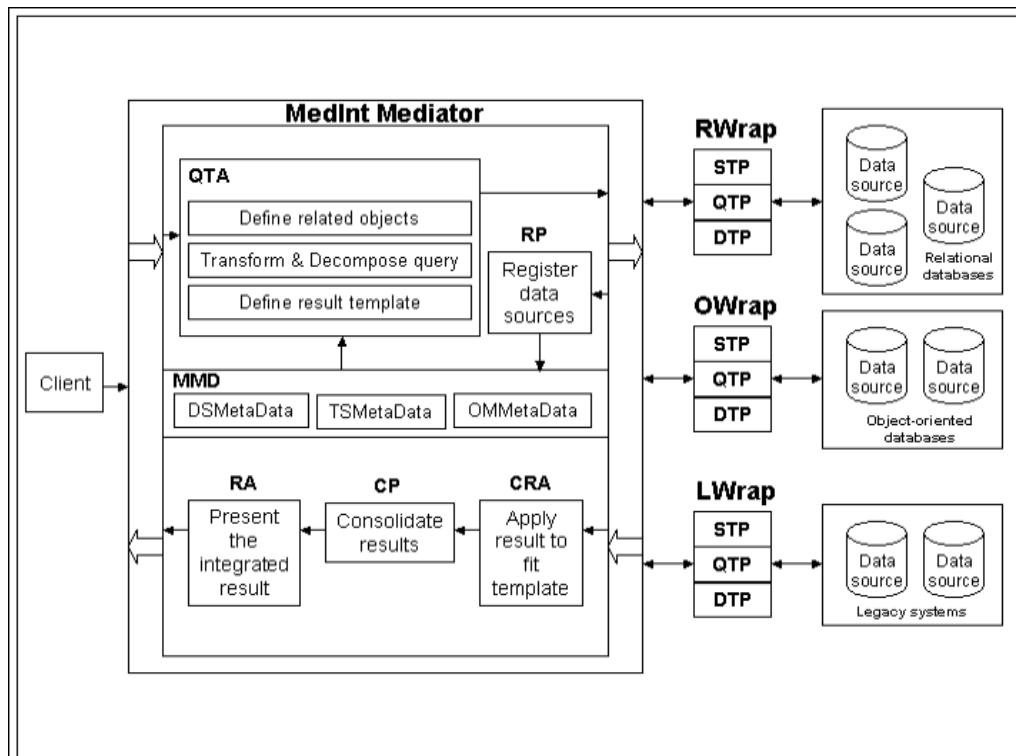 MedInt Mediator
QTA
Define related objects
Transform & Decompose query
Define result template
RP
Register
data
sources
Client
MMD
DSMetaData
TSMetaData
OMMetaData
RA
Present
the
integrated
result
CP
Consolidate
results
CRA
Apply
result to
fit
template
RWrap
STP
QTP
DTP
Data
source
Data
source
Data
source
Relational
databases
OWrap
STP
QTP
DTP
Data
source
Data
source
Object-oriented
databases
LWrap
STP
QTP
DTP
Data
source
Data
source
Legacy systems